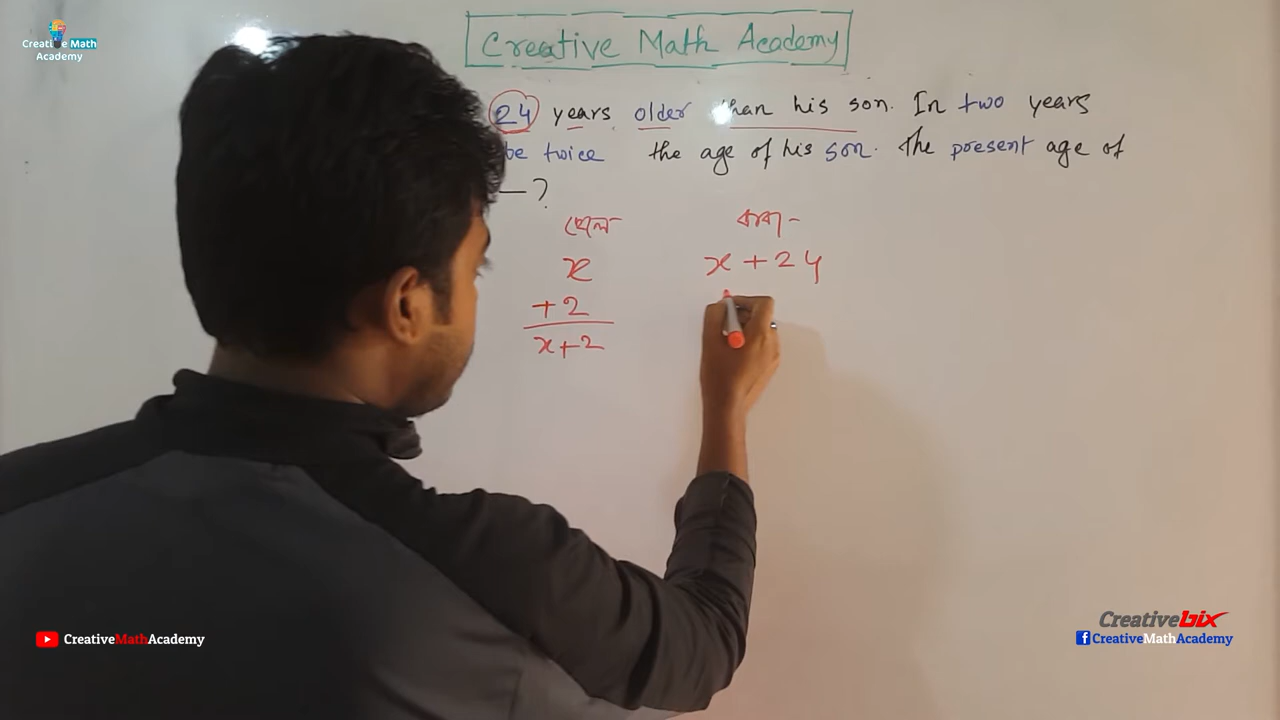 Creative Math
Academy
Creative Math Academy
24 years older than his son. In two years
be twice the age of his son. The present age of
— ?
ছেলে বাবা -
x x + 24
+ 2
x + 2
CreativeMathAcademy
Creativebix
CreativeMathAcademy